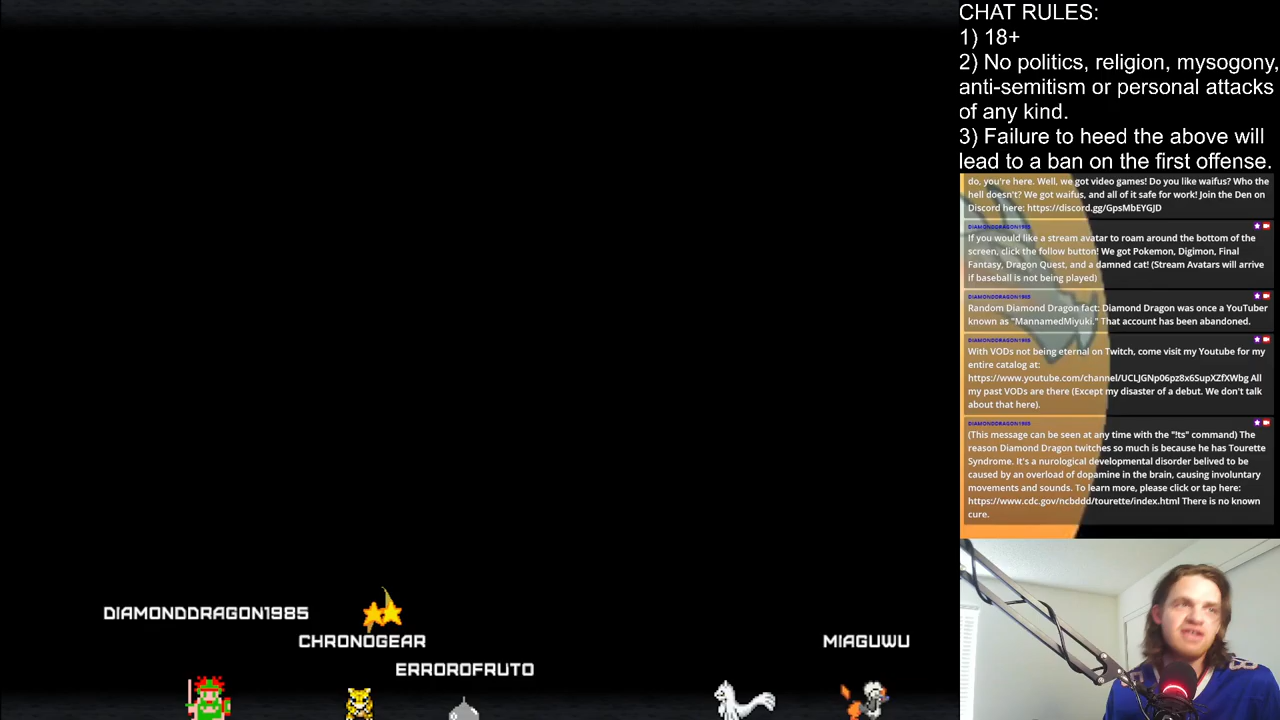 CHAT RULES:
1) 18+
2) No politics, religion, mysogony,
anti-semitism or personal attacks
of any kind.
3) Failure to heed the above will
lead to a ban on the first offense.
do, you're here. Well, we got video games! Do you like waifus? Who the
hell doesn't? We got waifus, and all of it safe for work! Join the Den on
Discord here: https://discord.gg/GpsMbEYGJD
DIAMONDDRAGON1985
If you would like a stream avatar to roam around the bottom of the
screen, click the follow button! We got Pokemon, Digimon, Final
Fantasy, Dragon Quest, and a damned cat! (Stream Avatars will arrive
if baseball is not being played)
DIAMONDDRAGON1985
Random Diamond Dragon fact: Diamond Dragon was once a YouTuber
known as "MannamedMiyuki." That account has been abandoned.
DIAMONDDRAGON1985
With VODs not being eternal on Twitch, come visit my Youtube for my
entire catalog at:
https://www.youtube.com/channel/UCLJGNp06pz8x6SupXZfXWbg All
my past VODs are there (Except my disaster of a debut. We don't talk
about that here).
DIAMONDDRAGON1985
(This message can be seen at any time with the "!ts" command) The
reason Diamond Dragon twitches so much is because he has Tourette
Syndrome. It's a nurological developmental disorder belived to be
caused by an overload of dopamine in the brain, causing involuntary
movements and sounds. To learn more, please click or tap here:
https://www.cdc.gov/ncbddd/tourette/index.html There is no known
cure.
DIAMONDDRAGON1985
CHRONOGEAR
ERROROFRUTO
MIAGUWU